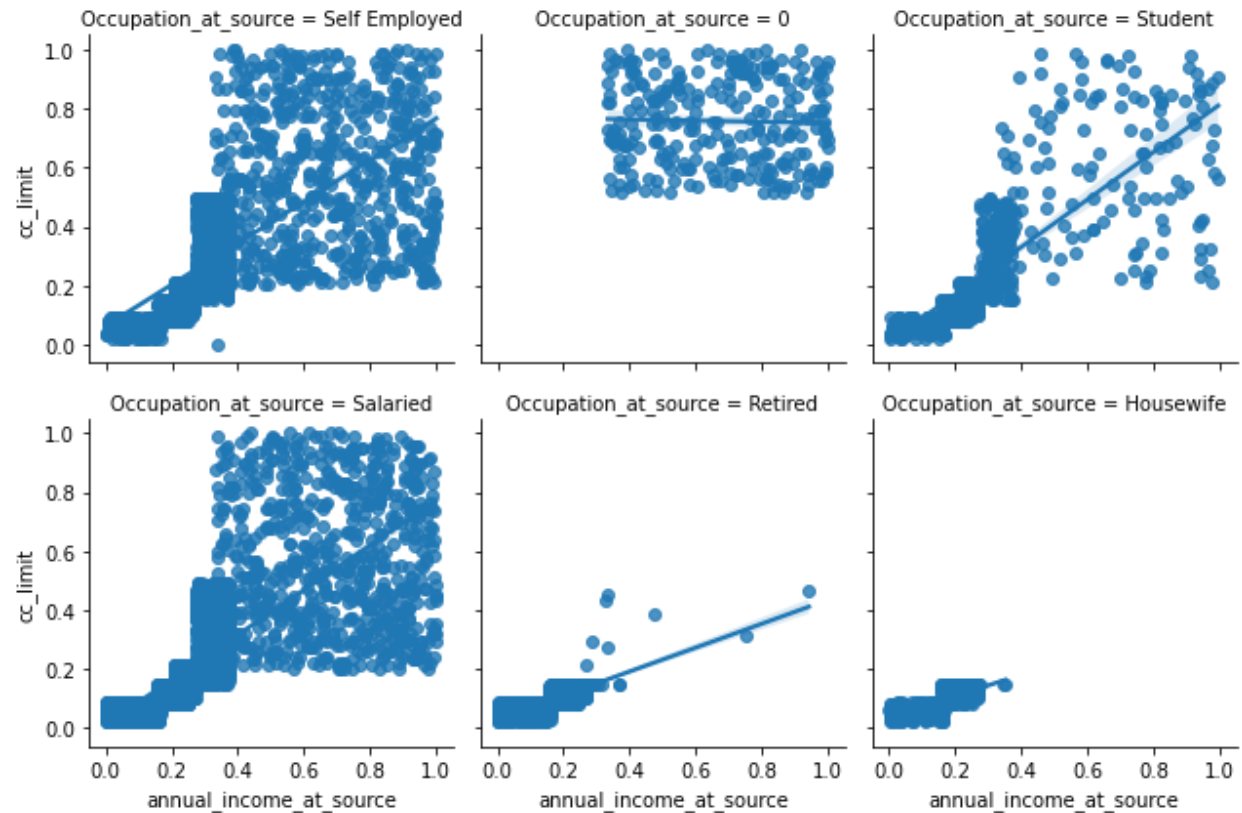 Occupation_at_source = Self Employed
Occupation_at_source = 0
Occupation_at_source = Student
1.0
0.8
0.6
0.4
0.2
0.0
cc_limit
Occupation_at_source = Salaried
Occupation_at_source = Retired
Occupation_at_source = Housewife
1.0
0.8
0.6
0.4
0.2
0.0
cc_limit
0.0 0.2 0.4 0.6 0.8 1.0
0.0 0.2 0.4 0.6 0.8 1.0
0.0 0.2 0.4 0.6 0.8 1.0
annual_income_at_source
annual_income_at_source
annual_income_at_source